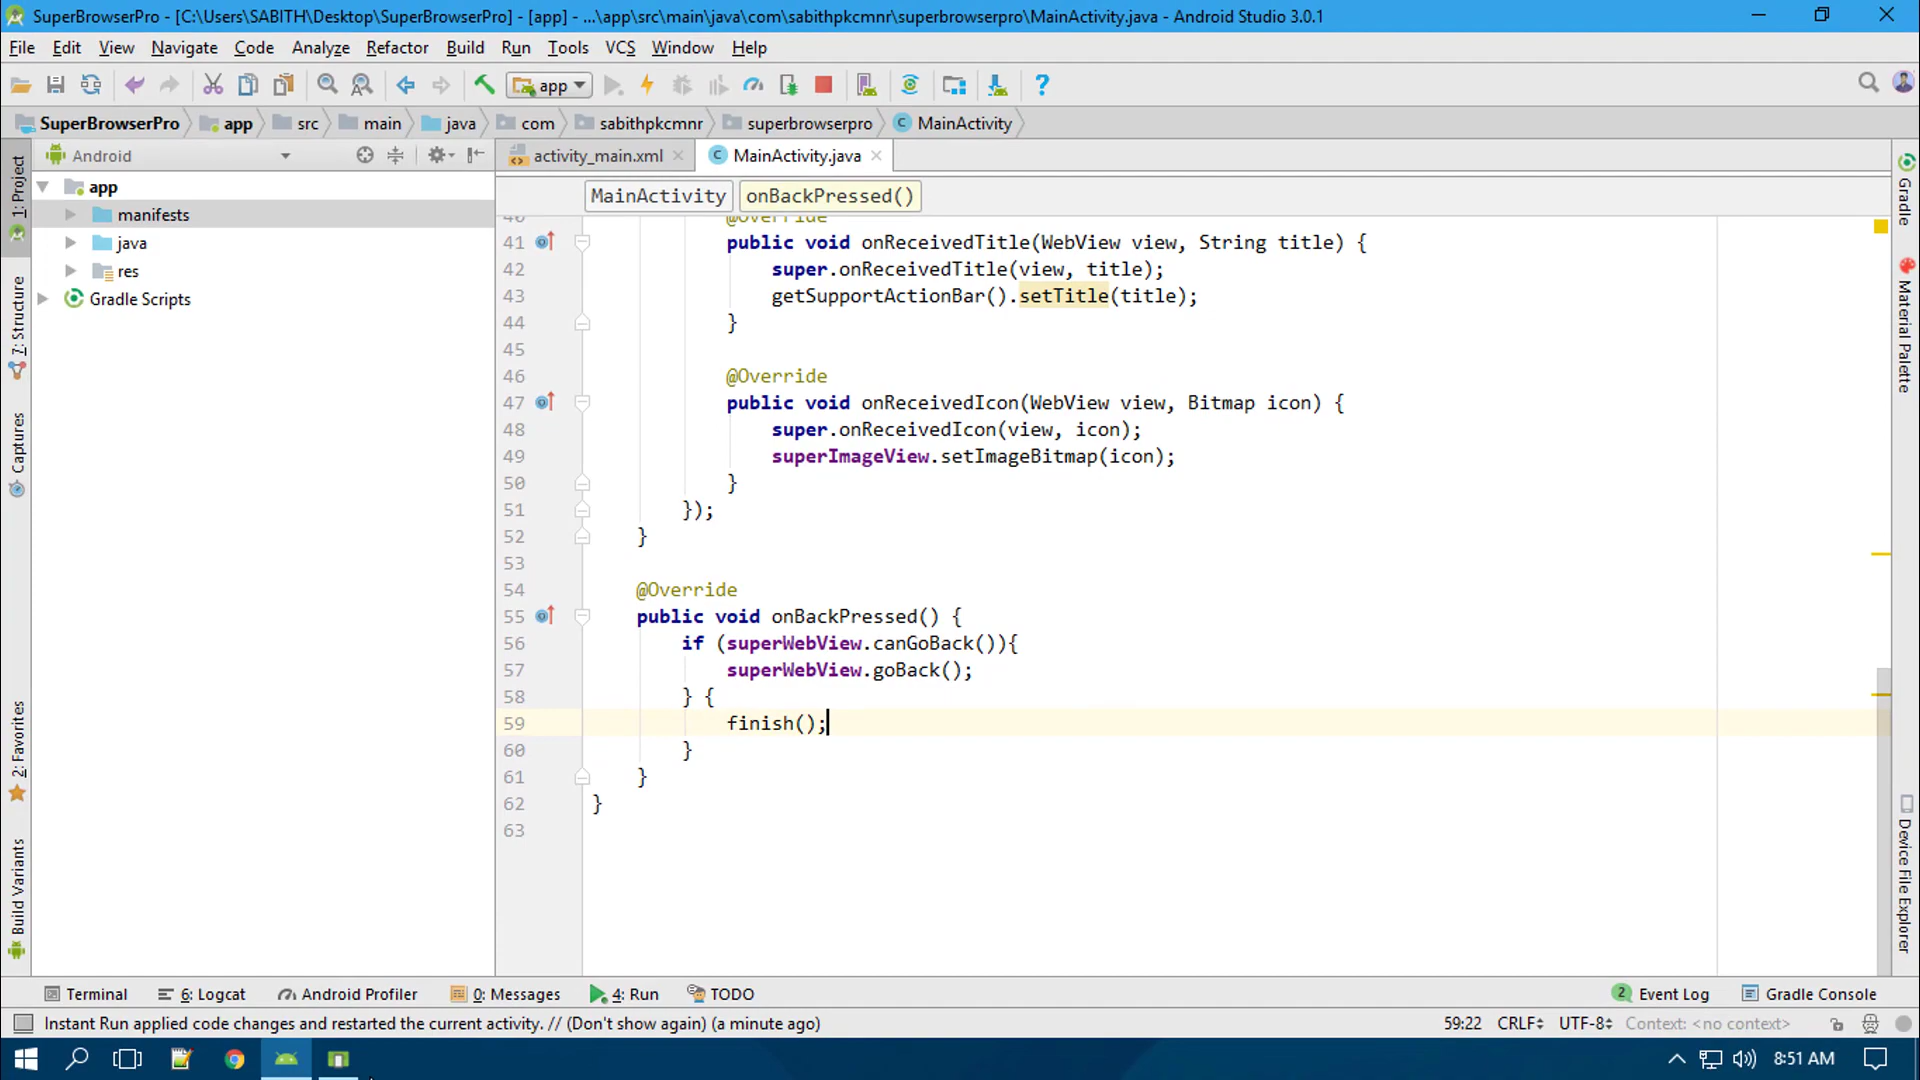 SuperBrowserPro - [C:\Users\SABITH\Desktop\SuperBrowserPro] - [app] - ...\app\src\main\java\com\sabithpkcmnr\superbrowserpro\MainActivity.java - Android Studio 3.0.1
File Edit View Navigate Code Analyze Refactor Build Run Tools VCS Window Help
app
SuperBrowserPro app src main java com sabithpkcmnr superbrowserpro MainActivity
Android
activity_main.xml MainActivity.java
MainActivity onBackPressed()
app
manifests
java
res
Gradle Scripts
1: Project
7: Structure
Captures
2: Favorites
Build Variants
40 @Override
41 public void onReceivedTitle(WebView view, String title) {
42 super.onReceivedTitle(view, title);
43 getSupportActionBar().setTitle(title);
44 }
45
46 @Override
47 public void onReceivedIcon(WebView view, Bitmap icon) {
48 super.onReceivedIcon(view, icon);
49 superImageView.setImageBitmap(icon);
50 }
51 });
52 }
53
54 @Override
55 public void onBackPressed() {
56 if (superWebView.canGoBack()){
57 superWebView.goBack();
58 } {
59 finish();
60 }
61 }
62 }
63
Gradle
Material Palette
Device File Explorer
Terminal 6: Logcat Android Profiler 0: Messages 4: Run TODO 2 Event Log Gradle Console
Instant Run applied code changes and restarted the current activity. // (Don't show again) (a minute ago) 59:22 CRLF UTF-8 Context: <no context>
8:51 AM